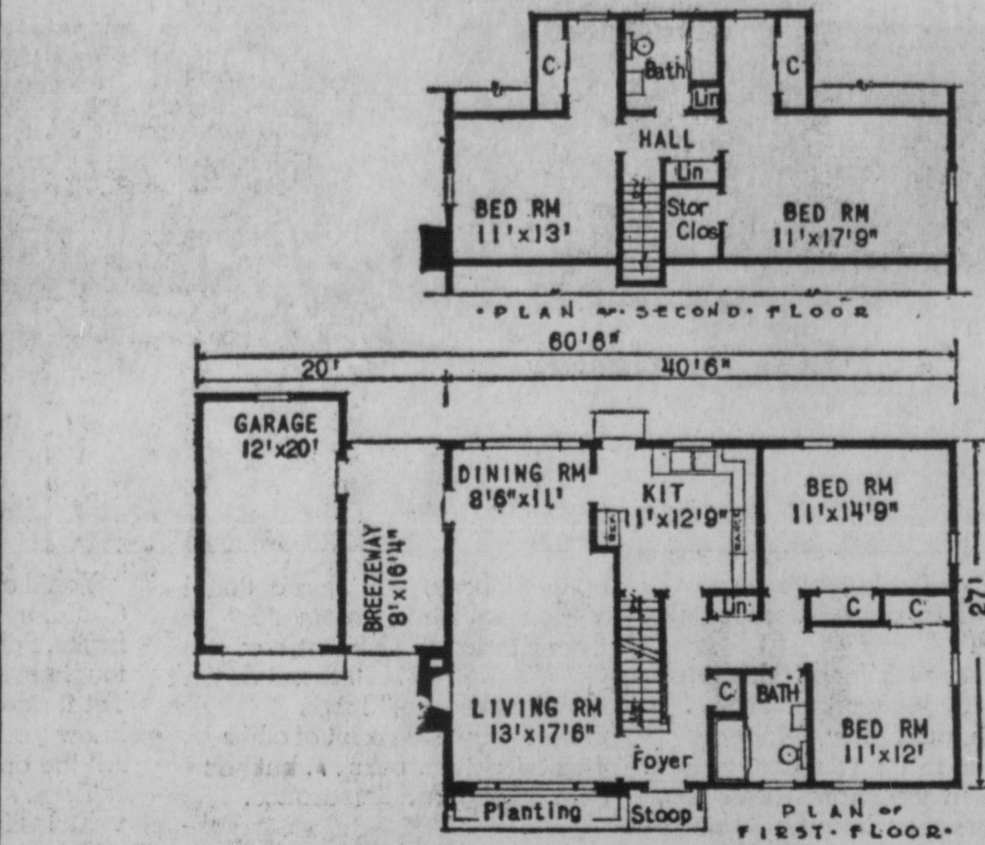 C
Bath
C
Lin
HALL
Lin
BED RM
11'x13'
Stor
Clos
BED RM
11'x17'9"
• PLAN OF SECOND • FLOOR
60'6"
20'
40'6"
GARAGE
12'x20'
BREEZEWAY
8'x16'4"
DINING RM
8'6"x11'
KIT
11'x12'9"
REF.
RANGE
BED RM
11'x14'9"
27'
Lin
C
C
C
BATH
LIVING RM
13'x17'6"
BED RM
11'x12'
Foyer
Planting
Stoop
PLAN OF
FIRST • FLOOR •